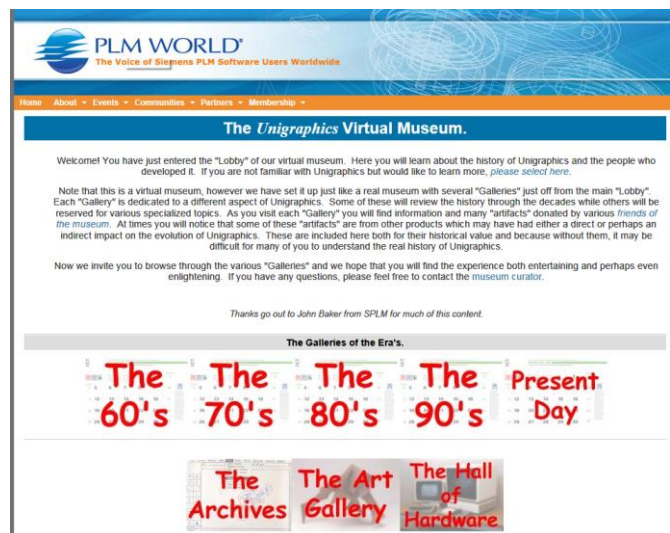 PLM WORLD®
The Voice of Siemens PLM Software Users Worldwide
Home About Events Communities Partners Membership
The Unigraphics Virtual Museum.
Welcome! You have just entered the "Lobby" of our virtual museum. Here you will learn about the history of Unigraphics and the people who
developed it. If you are not familiar with Unigraphics but would like to learn more, please select here.
Note that this is a virtual museum, however we have set it up just like a real museum with several "Galleries" just off from the main "Lobby".
Each "Gallery" is dedicated to a different aspect of Unigraphics. Some of these will review the history through the decades while others will be
reserved for various specialized topics. As you visit each "Gallery" you will find information and many "artifacts" donated by various friends of
the museum. At times you will notice that some of these "artifacts" are from other products which may have had either a direct or perhaps an
indirect impact on the evolution of Unigraphics. These are included here both for their historical value and because without them, it may be
difficult for many of you to understand the real history of Unigraphics.
Now we invite you to browse through the various "Galleries" and we hope that you will find the experience both entertaining and perhaps even
enlightening. If you have any questions, please feel free to contact the museum curator.
Thanks go out to John Baker from SPLM for much of this content.
The Galleries of the Era's.
The 60's
The 70's
The 80's
The 90's
Present Day
The Archives
The Art Gallery
The Hall of Hardware